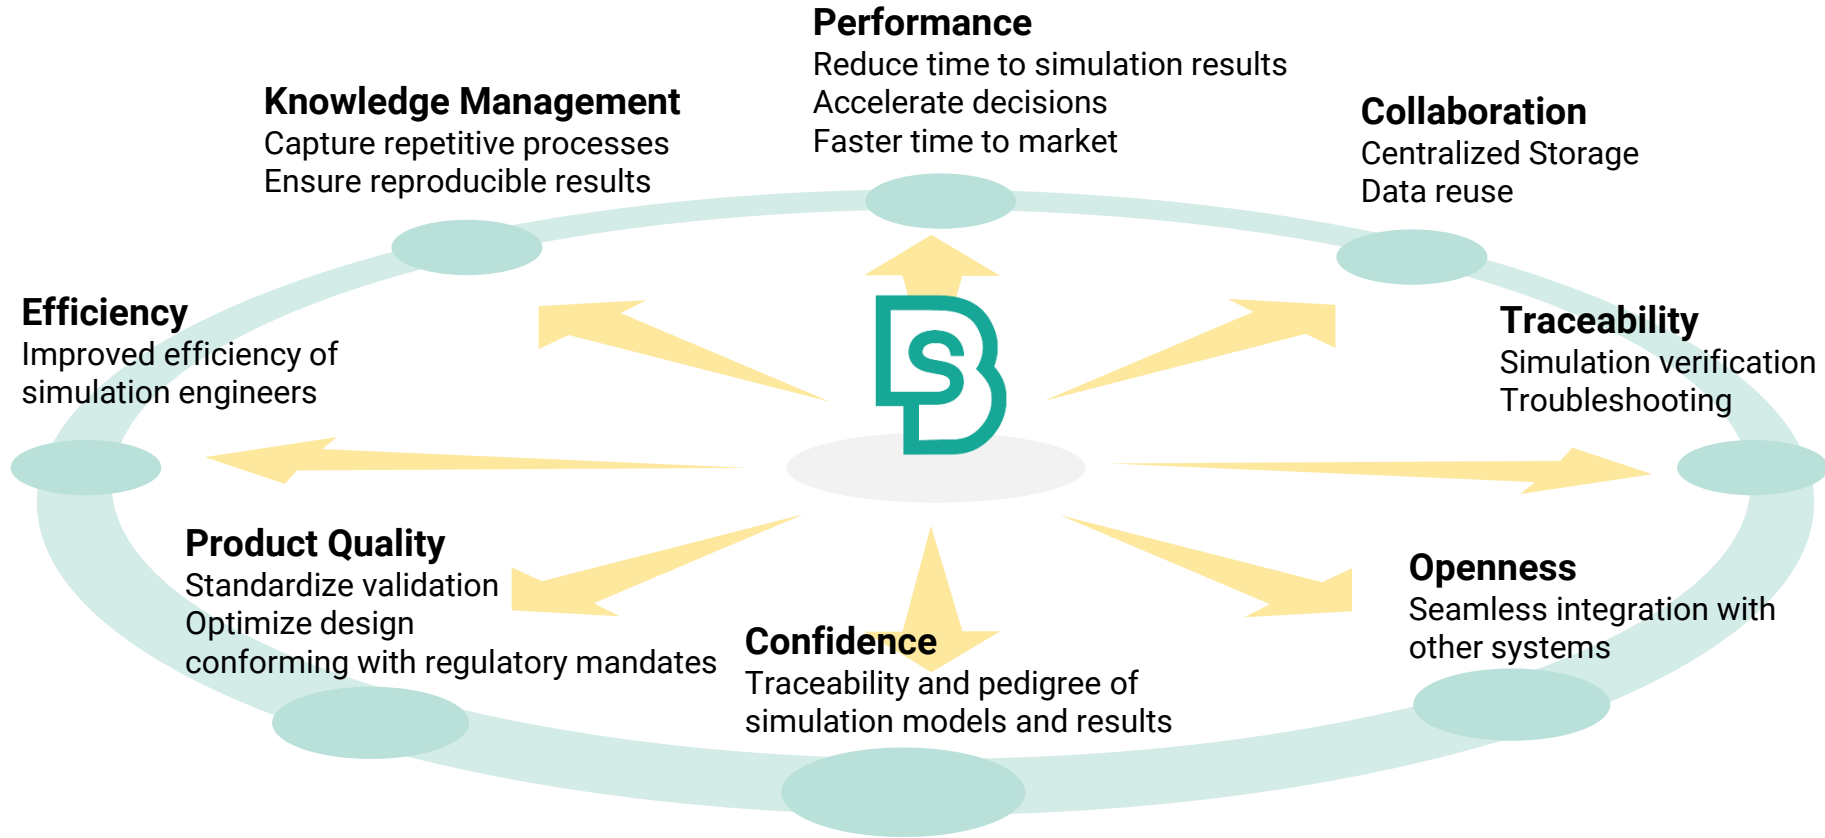 Performance
Reduce time to simulation results
Accelerate decisions
Faster time to market
Knowledge Management
Capture repetitive processes
Ensure reproducible results
Collaboration
Centralized Storage
Data reuse
Efficiency
Improved efficiency of
simulation engineers
Traceability
Simulation verification
Troubleshooting
B
S
Product Quality
Standardize validation
Optimize design
conforming with regulatory mandates
Confidence
Traceability and pedigree of
simulation models and results
Openness
Seamless integration with
other systems